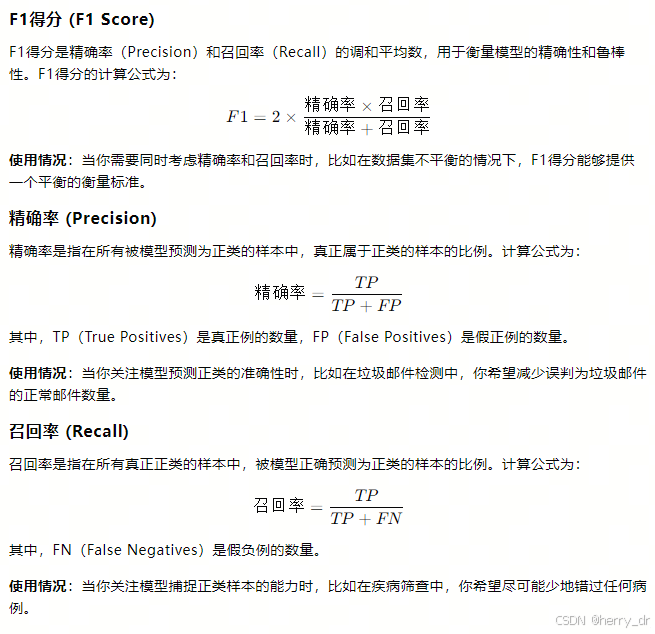 F1得分 (F1 Score)
F1得分是精确率（Precision）和召回率（Recall）的调和平均数，用于衡量模型的精确性和鲁棒
性。F1得分的计算公式为：
F1 = 2 × 精确率 × 召回率 / 精确率 + 召回率
使用情况：当你需要同时考虑精确率和召回率时，比如在数据集不平衡的情况下，F1得分能够提供
一个平衡的衡量标准。
精确率 (Precision)
精确率是指在所有被模型预测为正类的样本中，真正属于正类的样本的比例。计算公式为：
精确率 = TP / TP + FP
其中，TP（True Positives）是真正例的数量，FP（False Positives）是假正例的数量。
使用情况：当你关注模型预测正类的准确性时，比如在垃圾邮件检测中，你希望减少误判为垃圾邮件
的正常邮件数量。
召回率 (Recall)
召回率是指在所有真正正类的样本中，被模型正确预测为正类的样本的比例。计算公式为：
召回率 = TP / TP + FN
其中，FN（False Negatives）是假负例的数量。
使用情况：当你关注模型捕捉正类样本的能力时，比如在疾病筛查中，你希望尽可能少地错过任何病
例。
CSDN @herry_dr